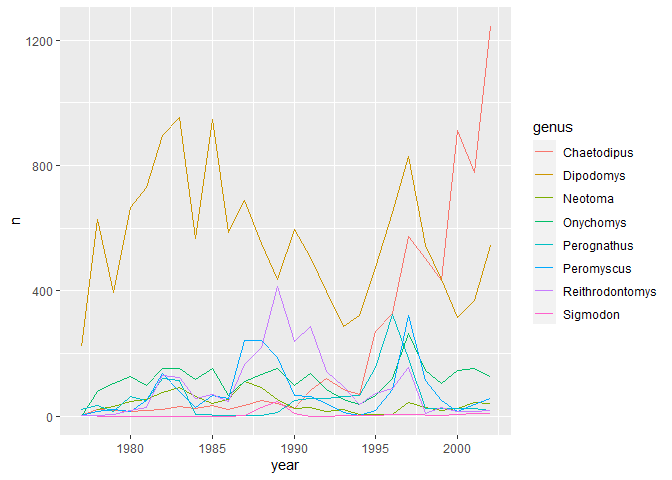 1200
800
400
0
n
1980
1985
1990
1995
2000
year
genus
Chaetodipus
Dipodomys
Neotoma
Onychomys
Perognathus
Peromyscus
Reithrodontomys
Sigmodon